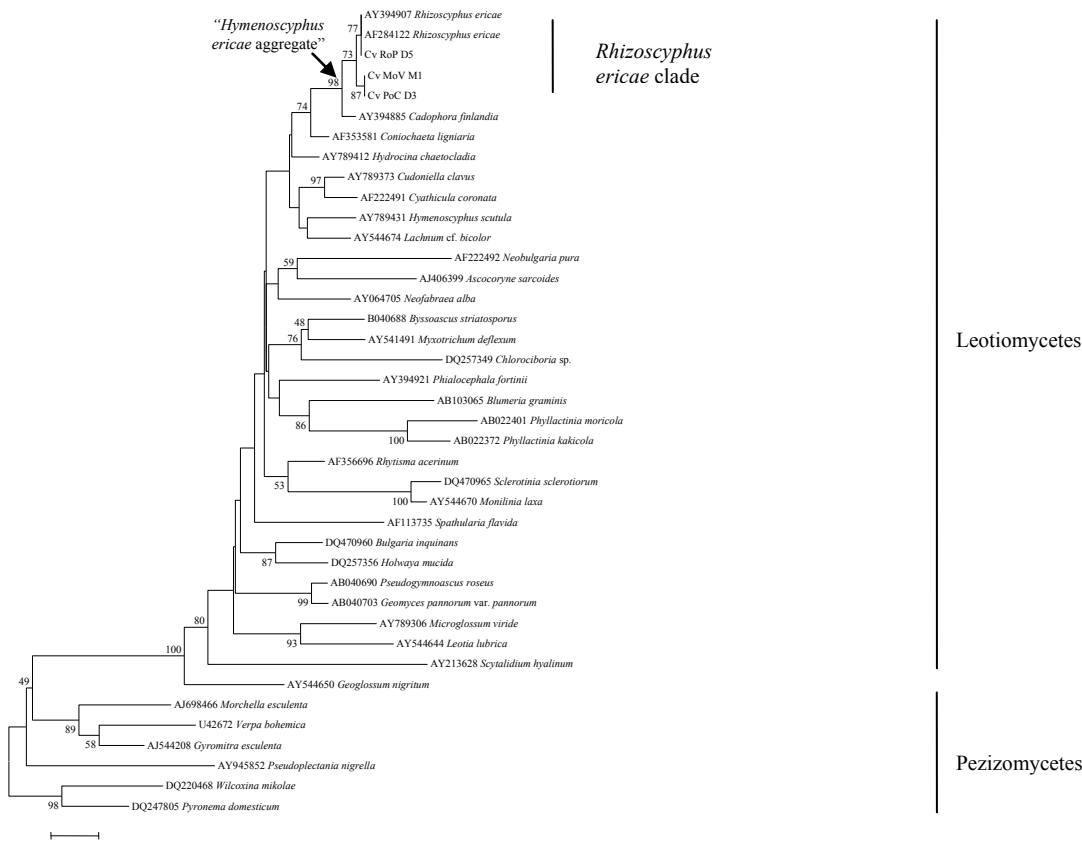 “Hymenoscyphus
ericae aggregate”
AY394907 Rhizoscyphus ericae
77
AF284122 Rhizoscyphus ericae
Cv RoP D5
73
Cv MoV M1
98
87 Cv PoC D3
Rhizoscyphus
ericae clade
74
AY394885 Cadophora finlandia
AF353581 Coniochaeta ligniaria
AY789412 Hydrocina chaetocladia
97
AY789373 Cudoniella clavus
AF222491 Cyathicula coronata
AY789431 Hymenoscyphus scutula
AY544674 Lachnum cf. bicolor
AF222492 Neobulgaria pura
59
AJ406399 Ascocoryne sarcoides
AY064705 Neofabraea alba
B040688 Byssoascus striatosporus
48
AY541491 Myxotrichum deflexum
76
DQ257349 Chlorociboria sp.
Leotiomycetes
AY394921 Phialocephala fortinii
AB103065 Blumeria graminis
86
AB022401 Phyllactinia moricola
100
AB022372 Phyllactinia kakicola
AF356696 Rhytisma acerinum
53
DQ470965 Sclerotinia sclerotiorum
100
AY544670 Monilinia laxa
AF113735 Spathularia flavida
DQ470960 Bulgaria inquinans
87
DQ257356 Holwaya mucida
AB040690 Pseudogymnoascus roseus
99
AB040703 Geomyces pannorum var. pannorum
80
AY789306 Microglossum viride
93
AY544644 Leotia lubrica
100
AY213628 Scytalidium hyalinum
49
AY544650 Geoglossum nigritum
AJ698466 Morchella esculenta
89
U42672 Verpa bohemica
58
AJ544208 Gyromitra esculenta
AY945852 Pseudoplectania nigrella
Pezizomycetes
DQ220468 Wilcoxina mikolae
98
DQ247805 Pyronema domesticum